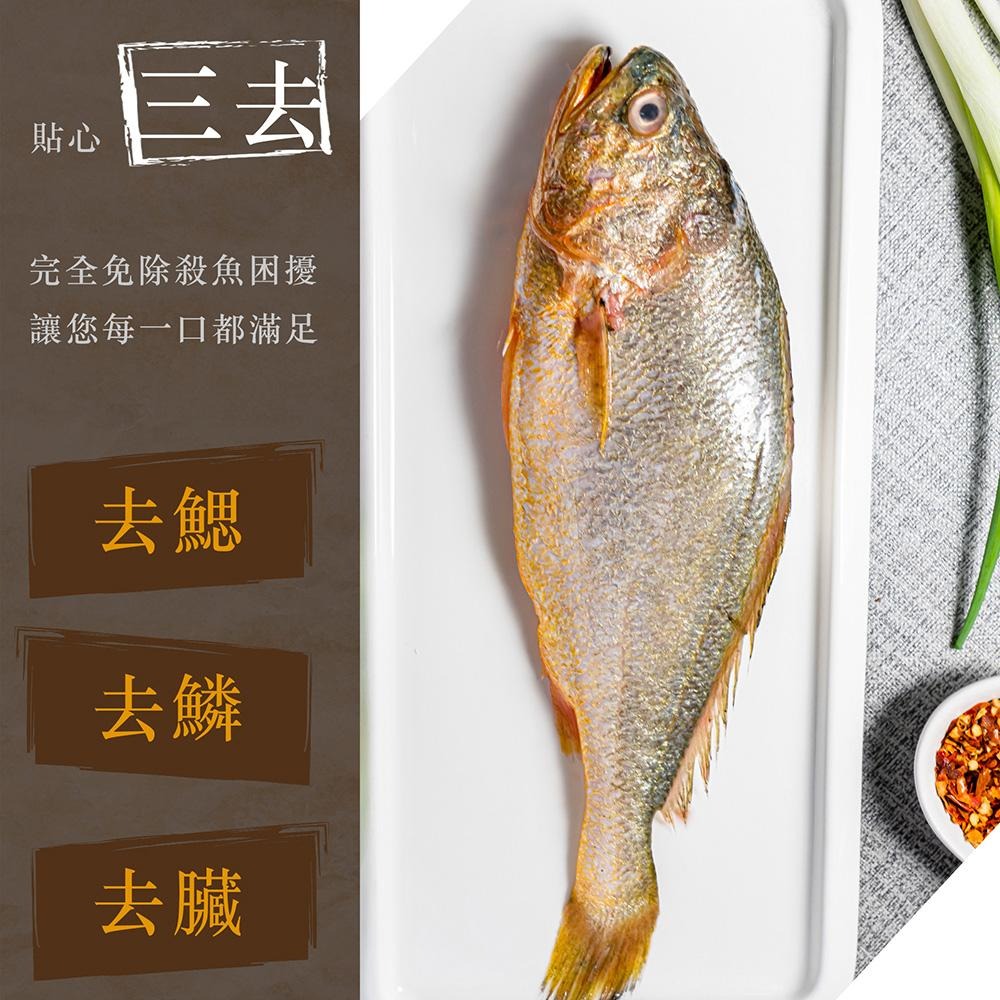 貼心 三去
完全免除殺魚困擾
讓您每一口都滿足
去鰓
去鱗
去臟